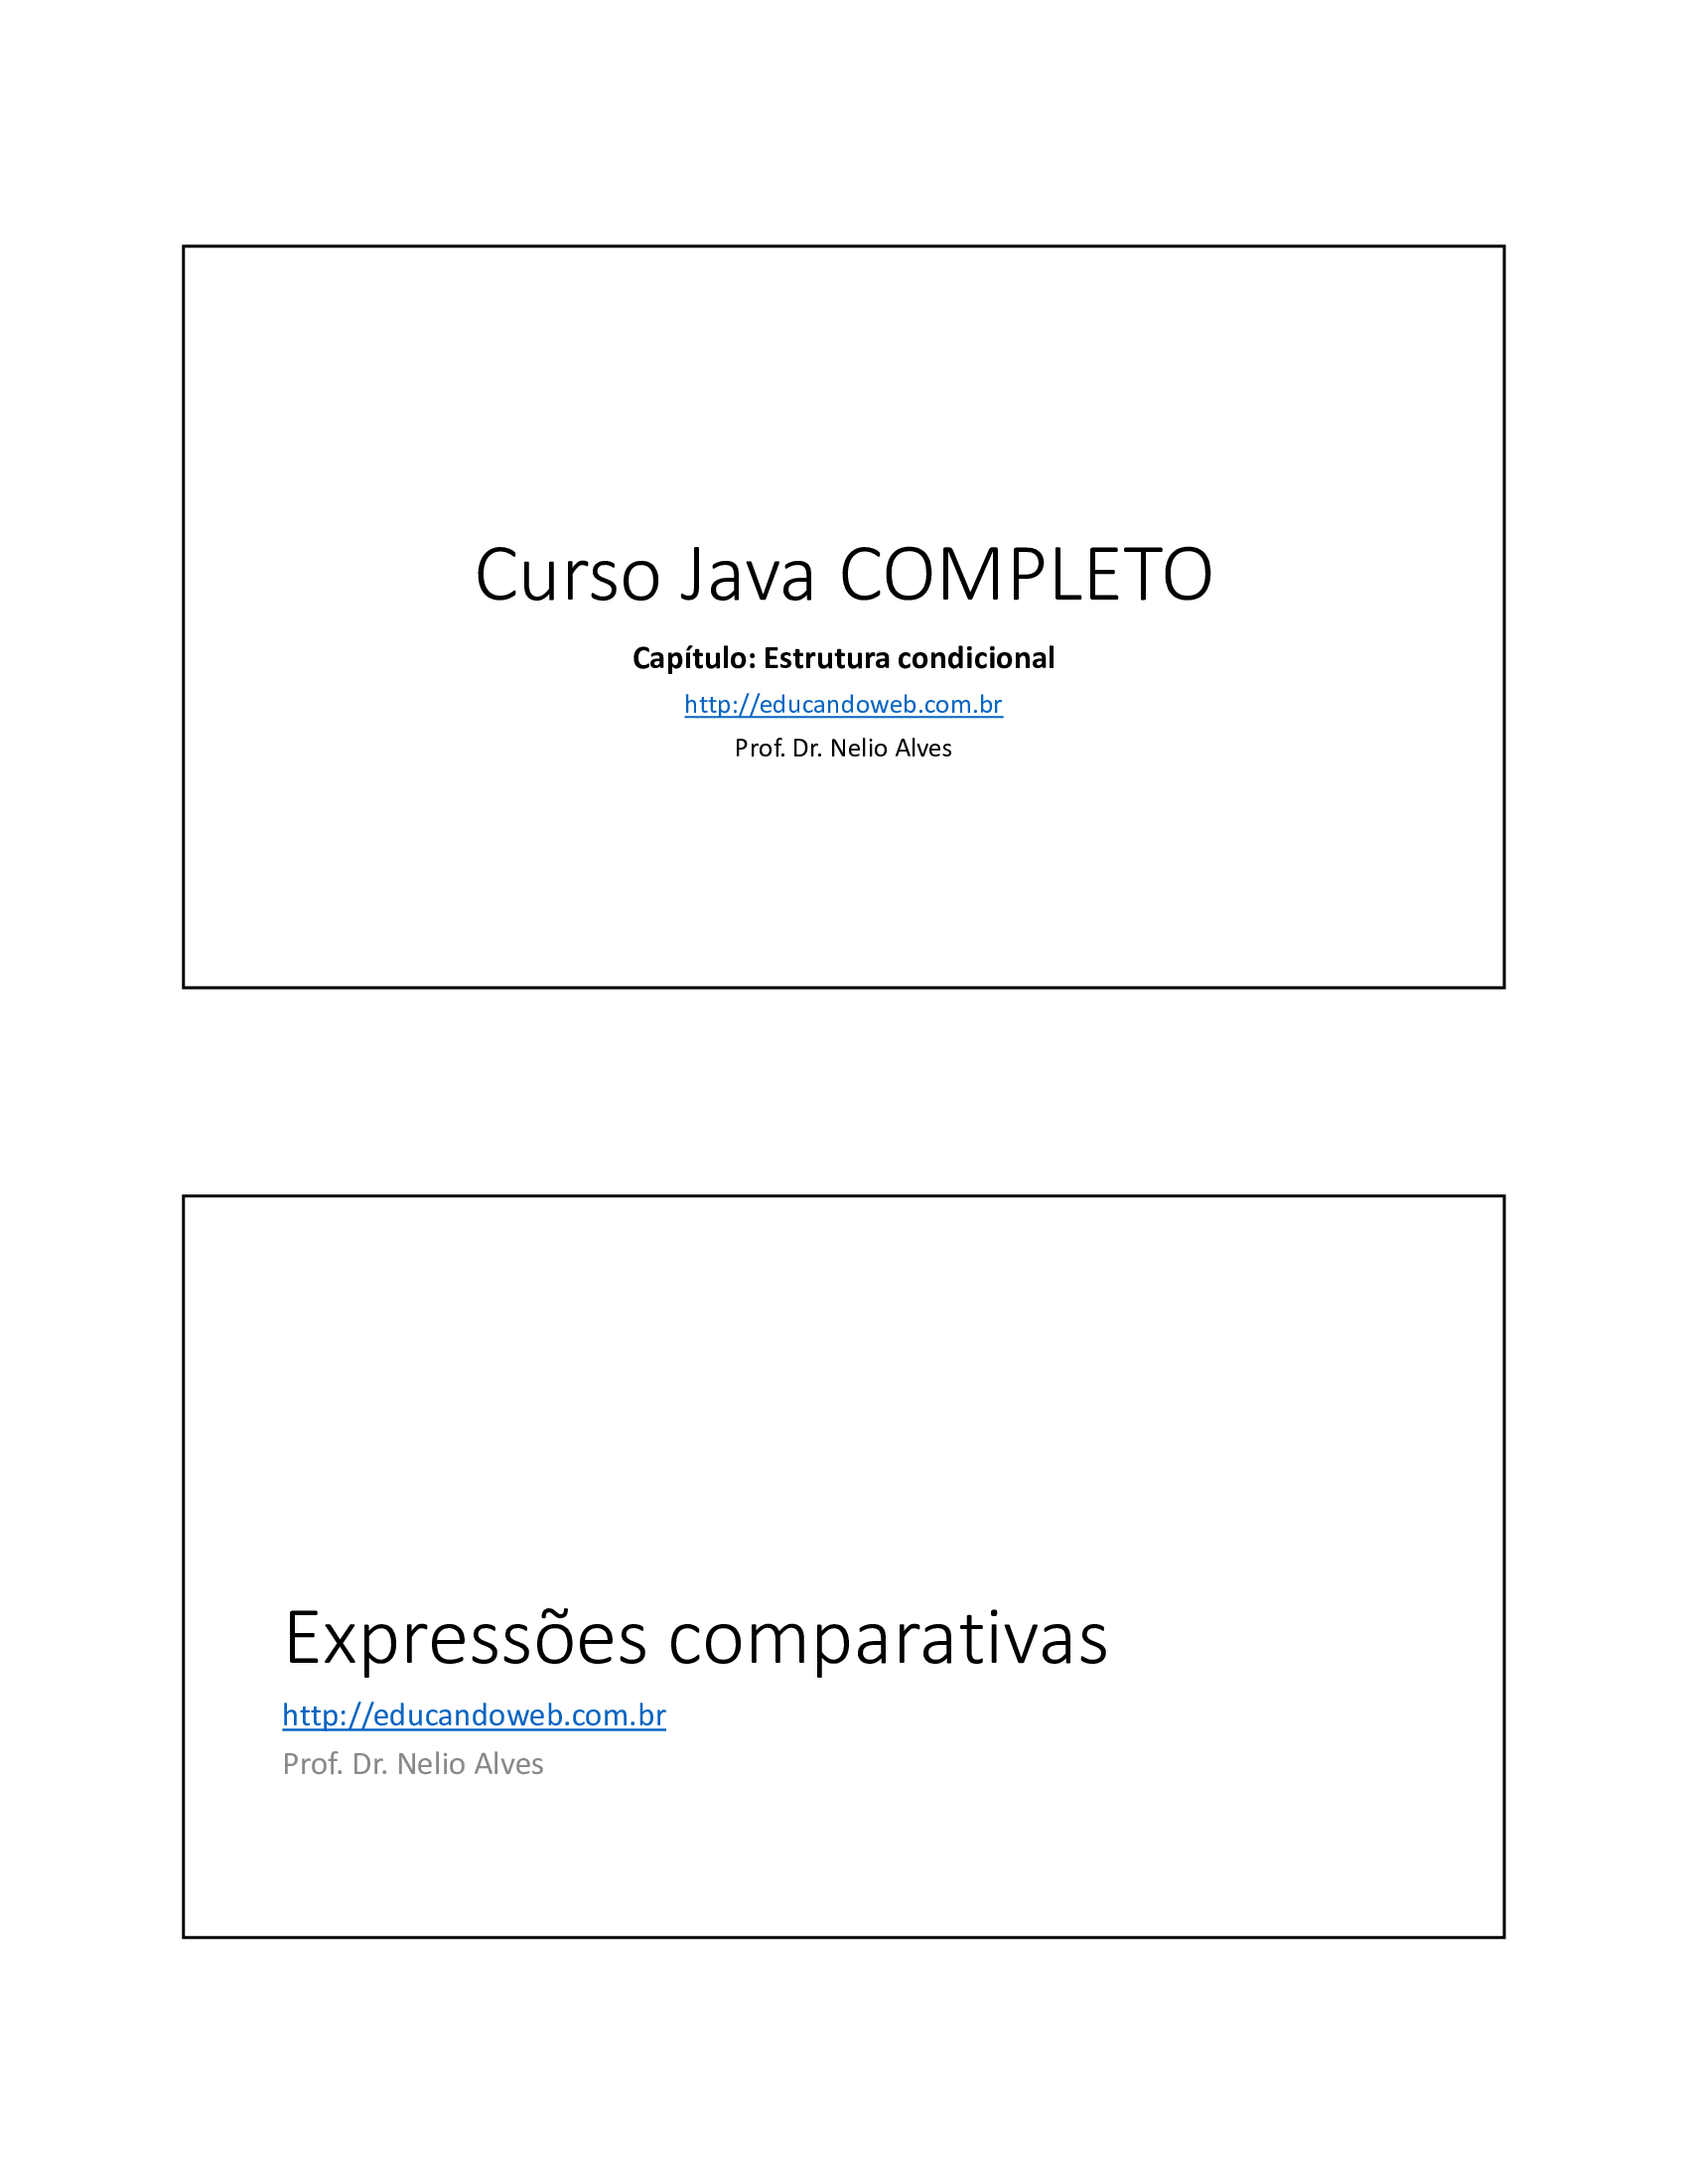 Curso Java COMPLETO
Capítulo: Estrutura condicional
http://educandoweb.com.br
Prof. Dr. Nelio Alves
Expressões comparativas
http://educandoweb.com.br
Prof. Dr. Nelio Alves